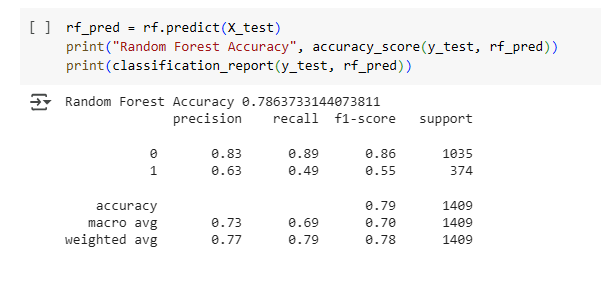 [ ] rf_pred = rf.predict(X_test)
print("Random Forest Accuracy", accuracy_score(y_test, rf_pred))
print(classification_report(y_test, rf_pred))
Random Forest Accuracy 0.7863733144073811
precision recall f1-score support
0 0.83 0.89 0.86 1035
1 0.63 0.49 0.55 374
accuracy 0.79 1409
macro avg 0.73 0.69 0.70 1409
weighted avg 0.77 0.79 0.78 1409